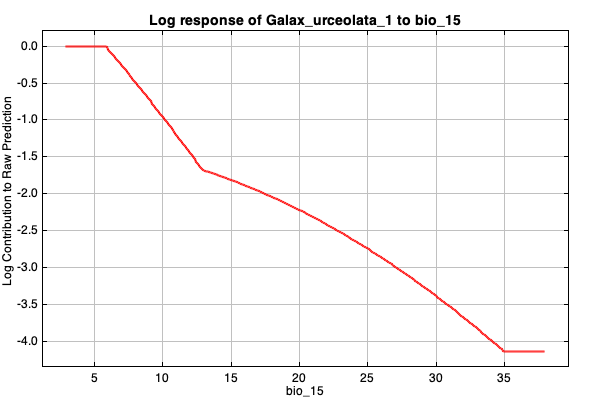 Log response of Galax_urceolata_1 to bio_15
Log Contribution to Raw Prediction
0.0
-0.5
-1.0
-1.5
-2.0
-2.5
-3.0
-3.5
-4.0
5 10 15 20 25 30 35
bio_15